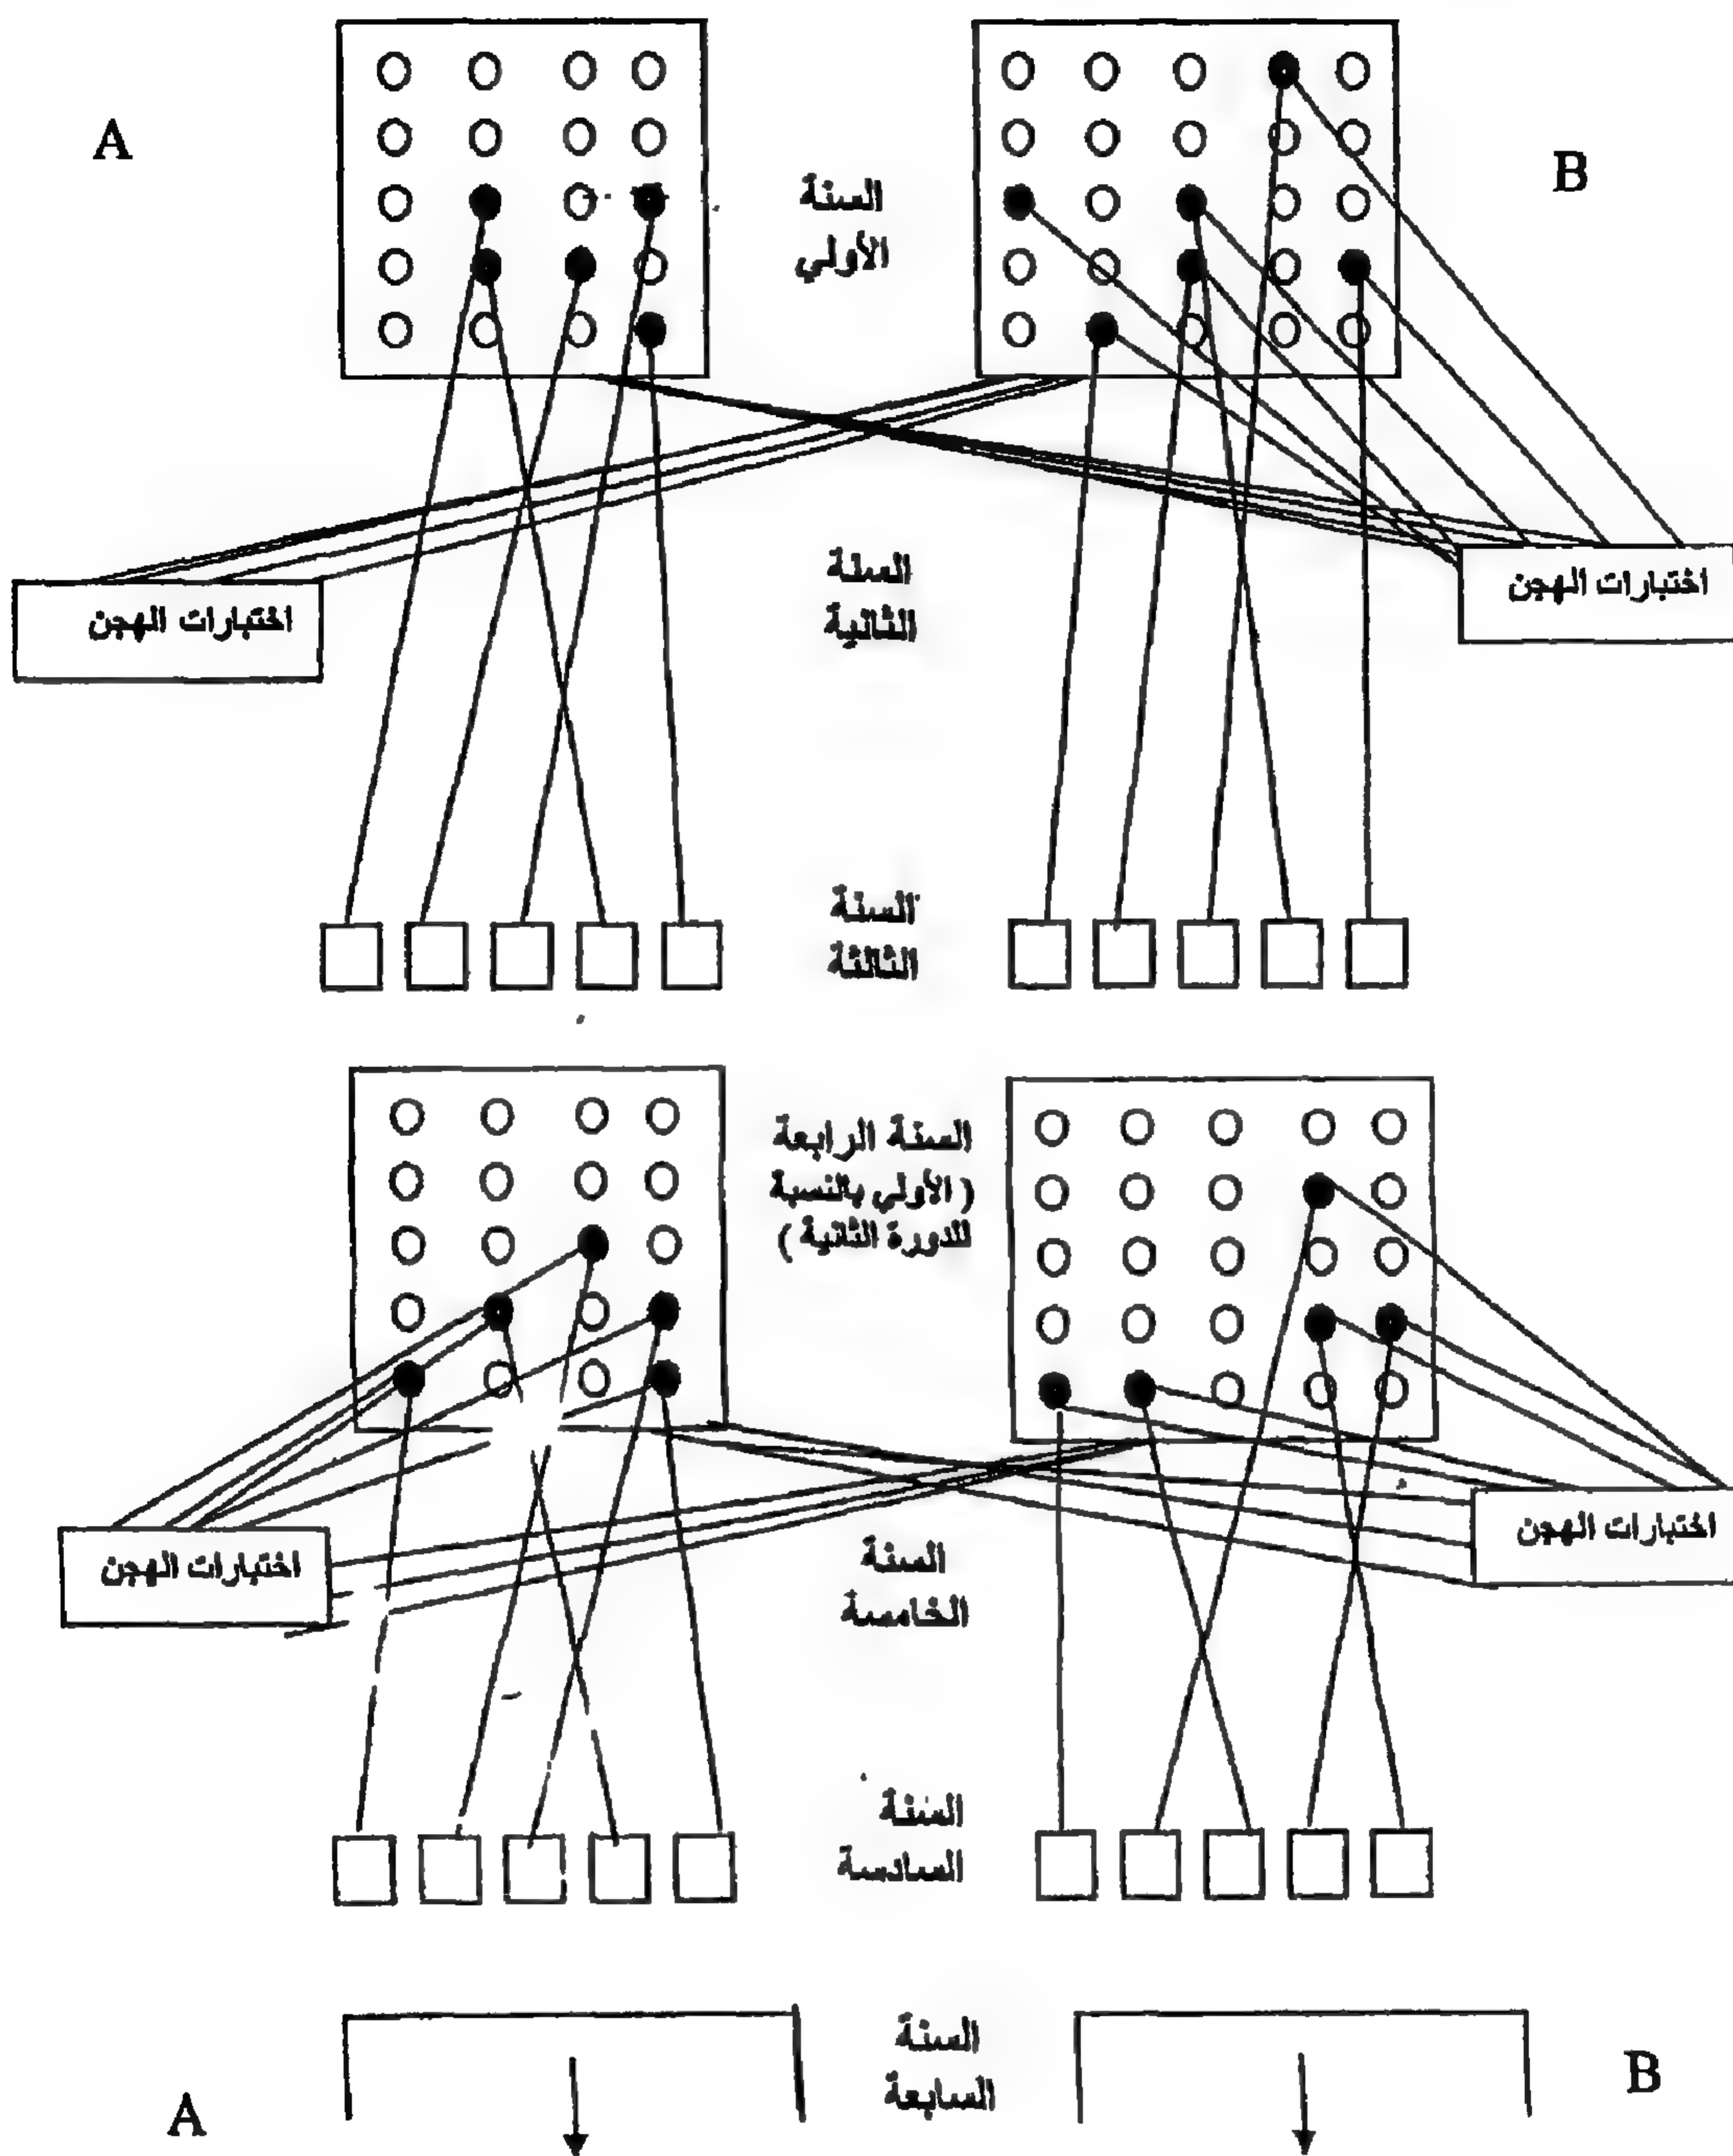 A
B
السنة
الأولي
السنة
الثانية
اختبارات الهجن
اختبارات الهجن
السنة
الثالثة
السنة الرابعة
( الأولي بالنسبة
للدورة الثانية )
اختبارات الهجن
اختبارات الهجن
السنة
الخامسة
السنة
السادسة
السنة
السابعة
A
B